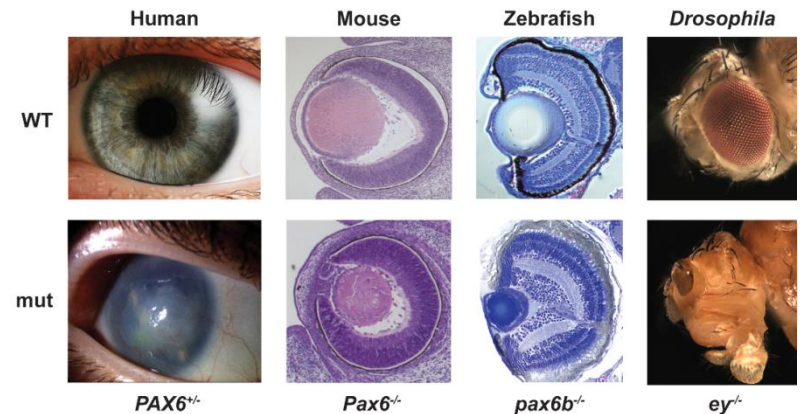 Human Mouse Zebrafish Drosophila
WT
mut
PAX6+/- Pax6-/- pax6b-/- ey-/-